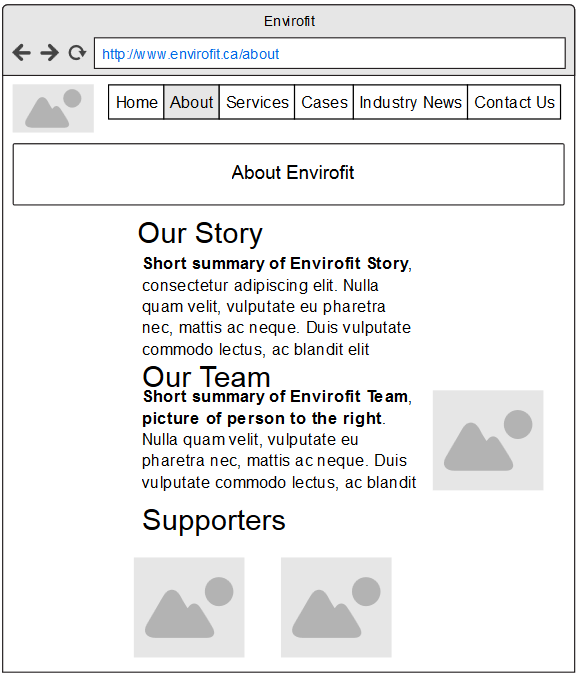 Envirofit
http://www.envirofit.ca/about
Home About Services Cases Industry News Contact Us
About Envirofit
Our Story
Short summary of Envirofit Story,
consectetur adipiscing elit. Nulla
quam velit, vulputate eu pharetra
nec, mattis ac neque. Duis vulputate
commodo lectus, ac blandit elit
Our Team
Short summary of Envirofit Team,
picture of person to the right.
Nulla quam velit, vulputate eu
pharetra nec, mattis ac neque. Duis
vulputate commodo lectus, ac blandit
Supporters